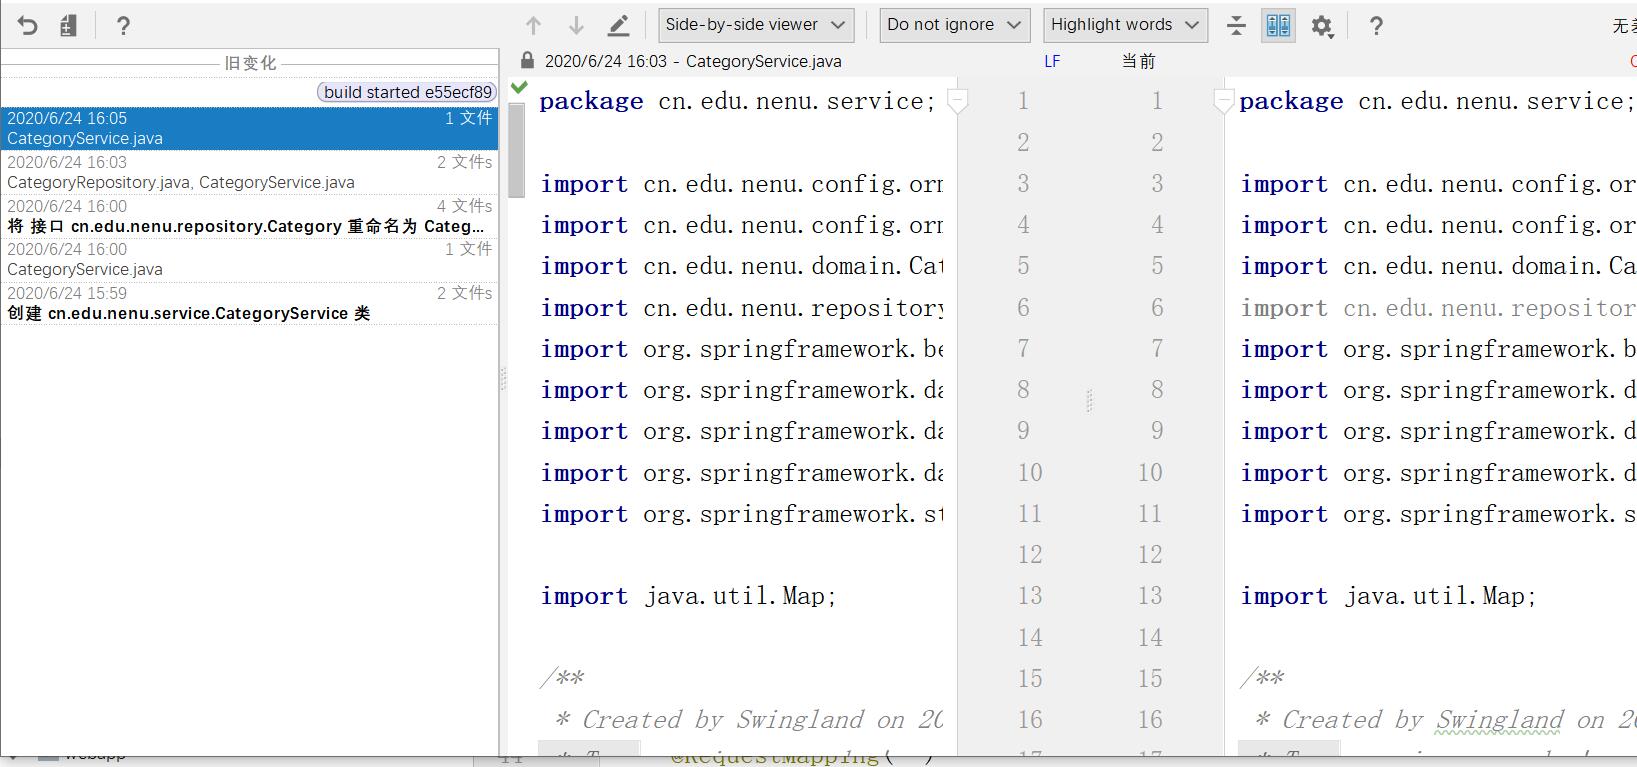 Side-by-side viewer
Do not ignore
Highlight words
?
?
旧变化
2020/6/24 16:03 - CategoryService.java
LF
当前
build started e55ecf89
2020/6/24 16:05 1 文件
CategoryService.java
2020/6/24 16:03 2 文件s
CategoryRepository.java, CategoryService.java
2020/6/24 16:00 4 文件s
将 接口 cn.edu.nenu.repository.Category 重命名为 Categ...
2020/6/24 16:00 1 文件
CategoryService.java
2020/6/24 15:59 2 文件s
创建 cn.edu.nenu.service.CategoryService 类
package cn.edu.nenu.service; 1 1 package cn.edu.nenu.service;
2 2
import cn.edu.nenu.config.orm 3 3 import cn.edu.nenu.config.or
import cn.edu.nenu.config.orm 4 4 import cn.edu.nenu.config.or
import cn.edu.nenu.domain.Cat 5 5 import cn.edu.nenu.domain.Ca
import cn.edu.nenu.repository 6 6 import cn.edu.nenu.repositor
import org.springframework.be 7 7 import org.springframework.b
import org.springframework.da 8 8 import org.springframework.d
import org.springframework.da 9 9 import org.springframework.d
import org.springframework.da 10 10 import org.springframework.d
import org.springframework.st 11 11 import org.springframework.s
12 12
import java.util.Map; 13 13 import java.util.Map;
14 14
/** 15 15 /**
* Created by Swingland on 20 16 16 * Created by Swingland on 20
17 17
webapp
@RequestMapping(